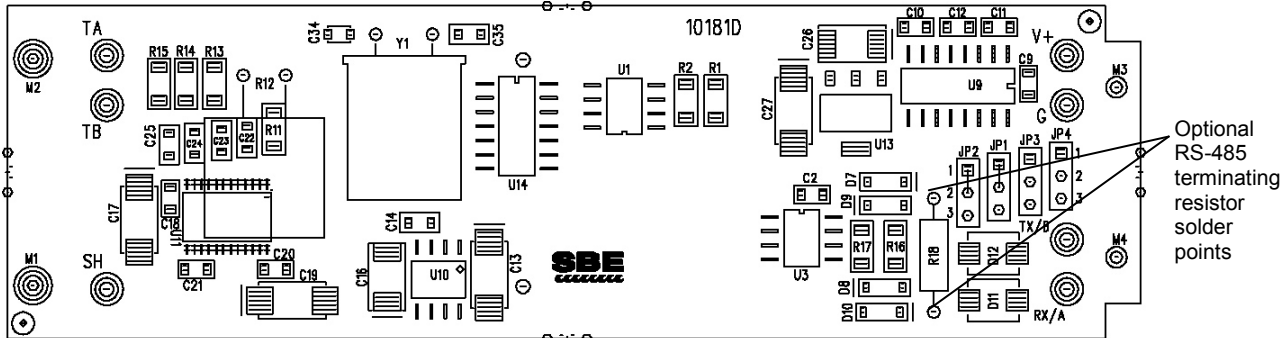 10181D
TA
M2
R15 R14 R13
TB
R12
R11
C34
Y1
C35
U14
U1
R2 R1
C26
C10 C12 C11
V+
M3
U9
C9
G
C27
U13
JP2 JP1 JP3 JP4
1
2
3
1
2
3
C25
C24
C23
C22
C17
C18
U11
C21
C20
C19
M1
SH
C14
C16
U10
C13
SBE
C2
U3
D7
D9
R17 R16
D8
D10
R18
TX/B
D12
D11
RX/A
M4
Optional
RS-485
terminating
resistor
solder
points